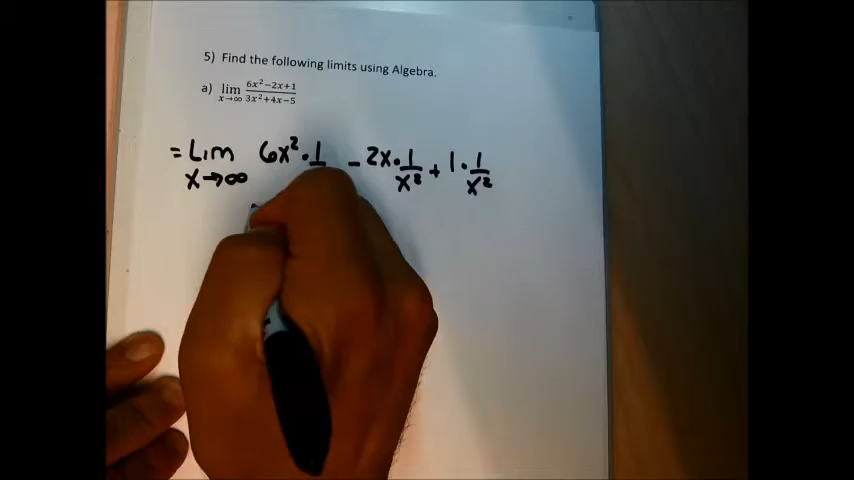 5) Find the following limits using Algebra.
a) lim x→∞ 6x²−2x+1 / 3x²+4x−5
= Lim x→∞ 6x² · 1 − 2x · 1/x² + 1 · 1/x²